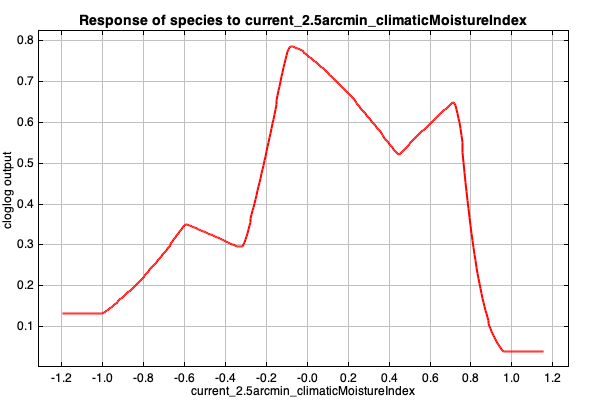 Response of species to current_2.5arcmin_climaticMoistureIndex
cloglog output
0.8
0.7
0.6
0.5
0.4
0.3
0.2
0.1
-1.2 -1.0 -0.8 -0.6 -0.4 -0.2 -0.0 0.2 0.4 0.6 0.8 1.0 1.2
current_2.5arcmin_climaticMoistureIndex